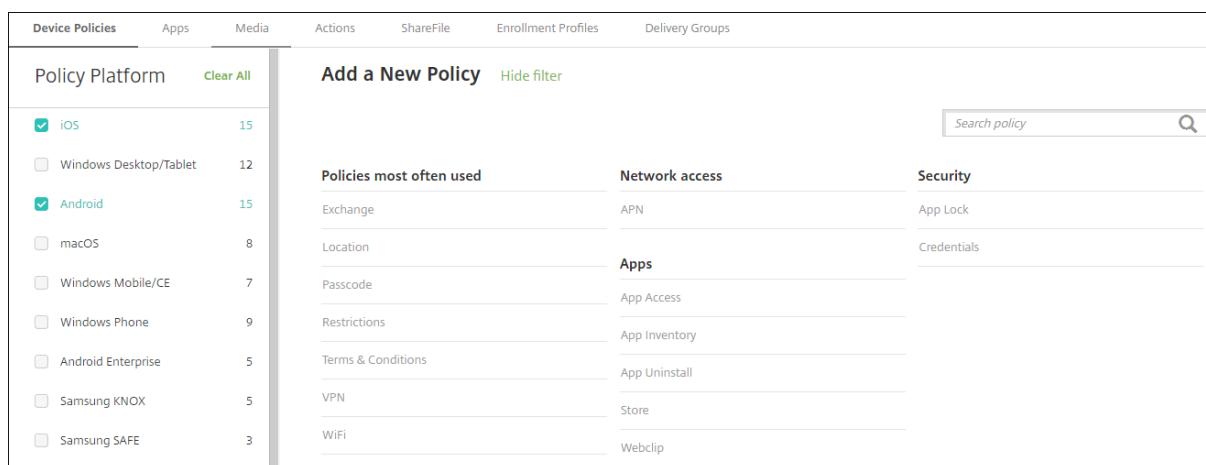 Device Policies Apps Media Actions ShareFile Enrollment Profiles Delivery Groups
Policy Platform Clear All
iOS 15
Windows Desktop/Tablet 12
Android 15
macOS 8
Windows Mobile/CE 7
Windows Phone 9
Android Enterprise 5
Samsung KNOX 5
Samsung SAFE 3
Add a New Policy Hide filter
Search policy
Policies most often used
Exchange
Location
Passcode
Restrictions
Terms & Conditions
VPN
WiFi
Network access
APN
Apps
App Access
App Inventory
App Uninstall
Store
Webclip
Security
App Lock
Credentials